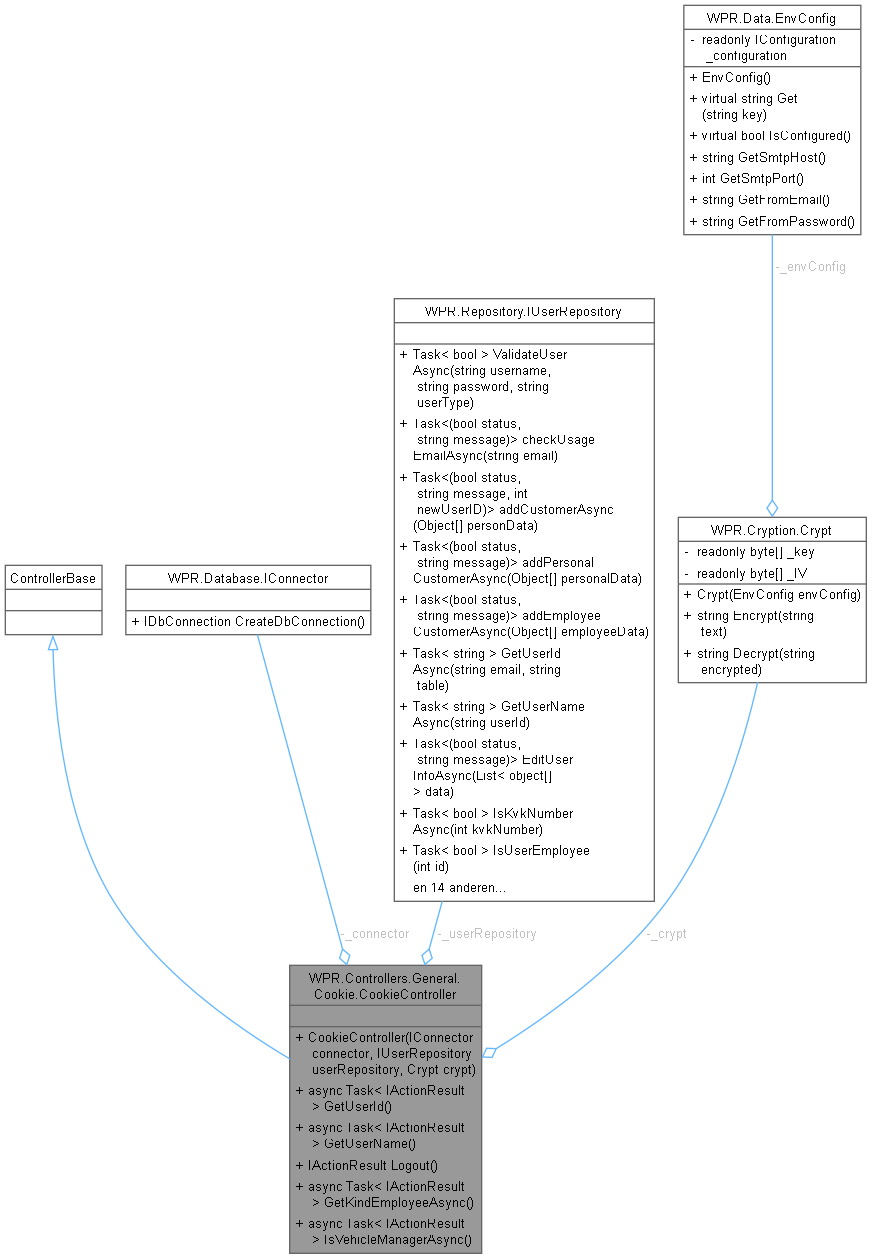 WPR.Data.EnvConfig
- readonly IConfiguration
_configuration
+ EnvConfig()
+ virtual string Get
(string key)
+ virtual bool IsConfigured()
+ string GetSmtpHost()
+ int GetSmtpPort()
+ string GetFromEmail()
+ string GetFromPassword()
-_envConfig
WPR.Repository.IUserRepository
+ Task< bool > ValidateUser
Async(string username,
string password, string
userType)
+ Task<(bool status,
string message)> checkUsage
EmailAsync(string email)
+ Task<(bool status,
string message, int
newUserID)> addCustomerAsync
(Object[] personData)
+ Task<(bool status,
string message)> addPersonal
CustomerAsync(Object[] personalData)
+ Task<(bool status,
string message)> addEmployee
CustomerAsync(Object[] employeeData)
+ Task< string > GetUserId
Async(string email, string
table)
+ Task< string > GetUserName
Async(string userId)
+ Task<(bool status,
string message)> EditUser
InfoAsync(List< object[]
> data)
+ Task< bool > IsKvkNumber
Async(int kvkNumber)
+ Task< bool > IsUserEmployee
(int id)
en 14 anderen...
WPR.Cryption.Crypt
- readonly byte[] _key
- readonly byte[] _IV
+ Crypt(EnvConfig envConfig)
+ string Encrypt(string
text)
+ string Decrypt(string
encrypted)
ControllerBase
WPR.Database.IConnector
+ IDbConnection CreateDbConnection()
-_connector
-_userRepository
-_crypt
WPR.Controllers.General.
Cookie.CookieController
+ CookieController(IConnector
connector, IUserRepository
userRepository, Crypt crypt)
+ async Task< IActionResult
> GetUserId()
+ async Task< IActionResult
> GetUserName()
+ IActionResult Logout()
+ async Task< IActionResult
> GetKindEmployeeAsync()
+ async Task< IActionResult
> IsVehicleManagerAsync()